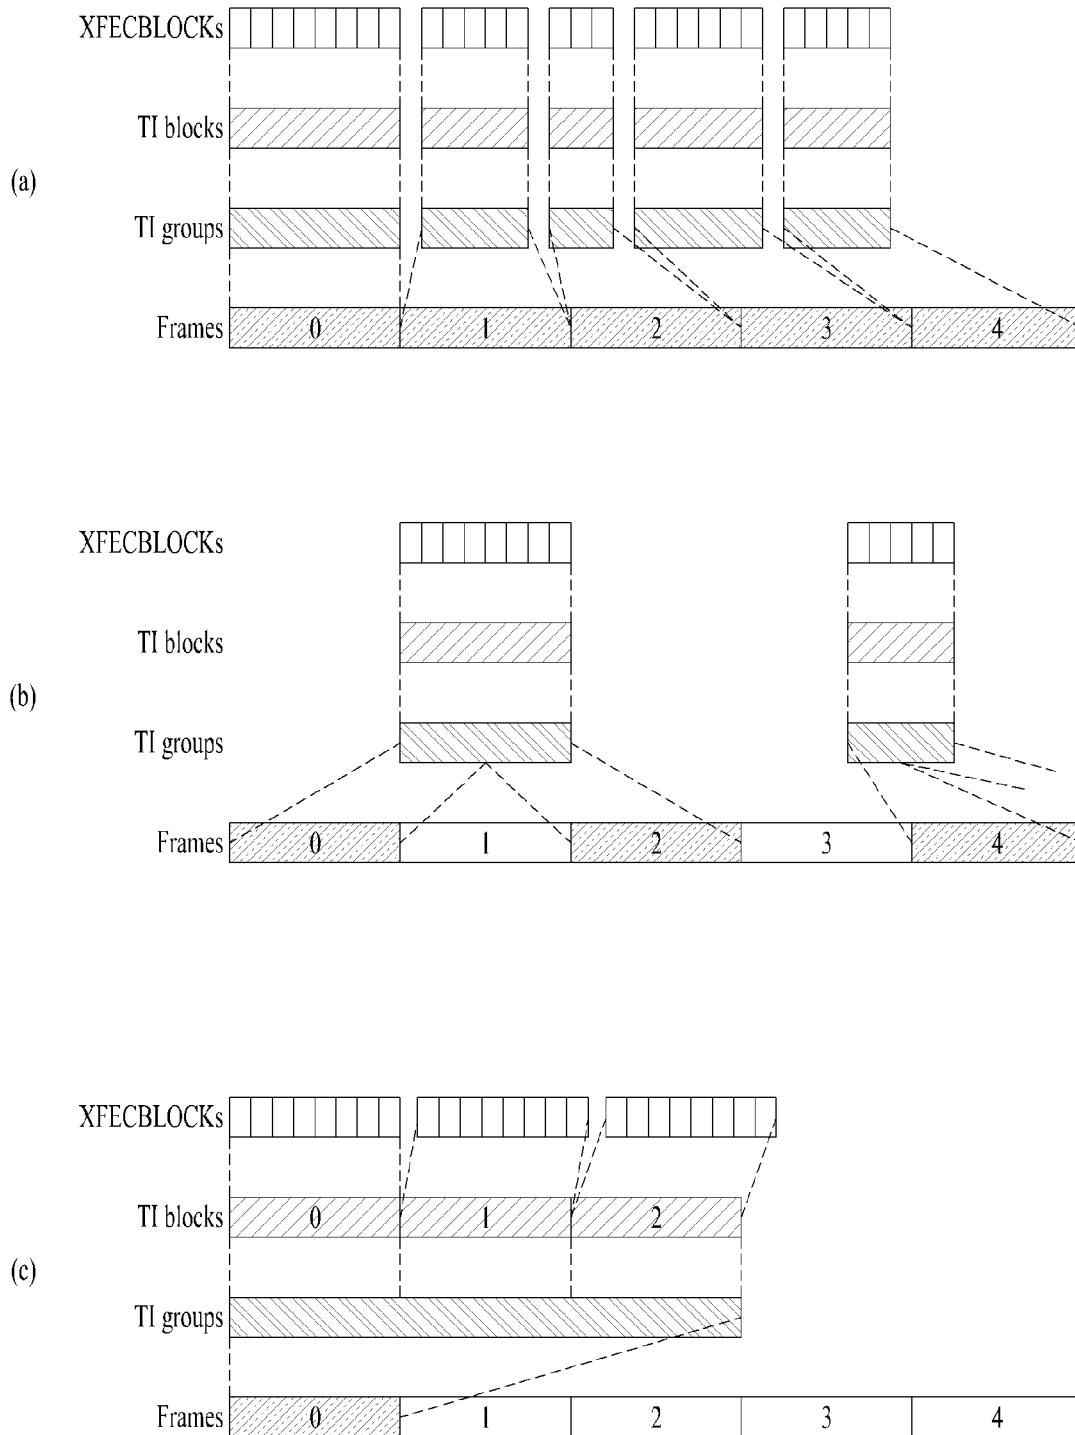 XFECBLOCKs
TI blocks
(a)
TI groups
Frames 0 1 2 3 4
XFECBLOCKs
TI blocks
(b)
TI groups
Frames 0 1 2 3 4
XFECBLOCKs
TI blocks 0 1 2
(c)
TI groups
Frames 0 1 2 3 4